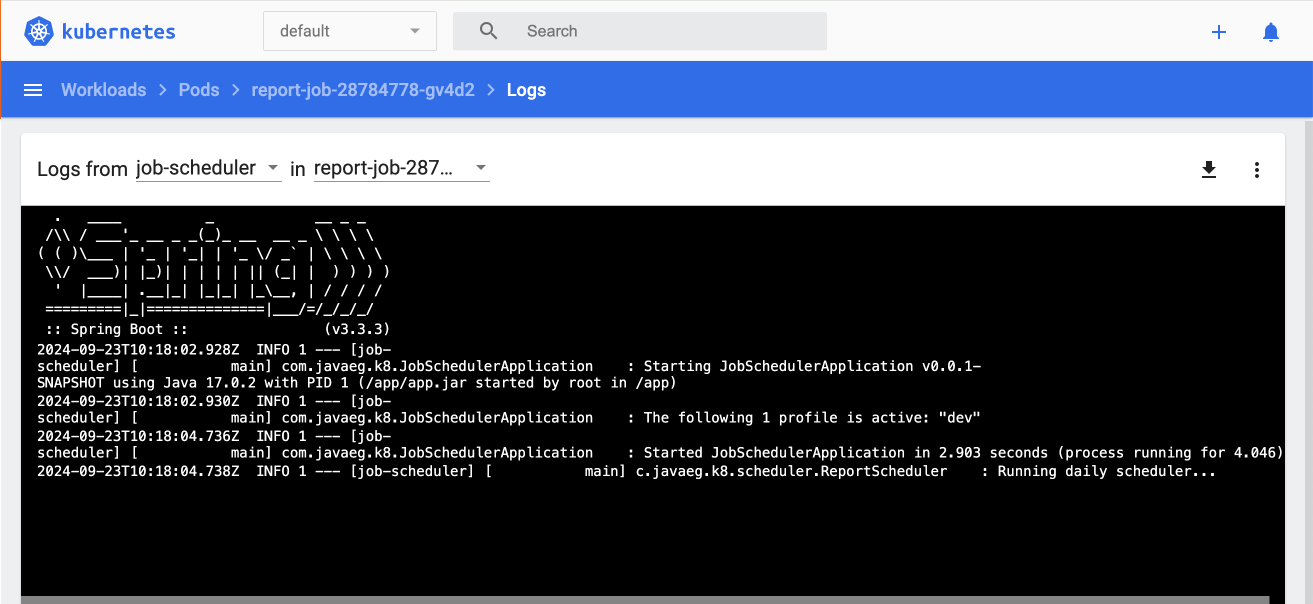 kubernetes
default
Search
Workloads > Pods > report-job-28784778-gv4d2 > Logs
Logs from job-scheduler in report-job-287...
  .   ____          _            __ _ _
 /\\ / ___'_ __ _ _(_)_ __  __ _ \ \ \ \
( ( )\___ | '_ | '_| | '_ \/ _` | \ \ \ \
 \\/  ___)| |_)| | | | | || (_| |  ) ) ) )
  '  |____| .__|_| |_|_| |_\__, | / / / /
 =========|_|==============|___/=/_/_/_/
 :: Spring Boot ::                (v3.3.3)
2024-09-23T10:18:02.928Z  INFO 1 --- [job-
scheduler] [           main] com.javaeg.k8.JobSchedulerApplication    : Starting JobSchedulerApplication v0.0.1-
SNAPSHOT using Java 17.0.2 with PID 1 (/app/app.jar started by root in /app)
2024-09-23T10:18:02.930Z  INFO 1 --- [job-
scheduler] [           main] com.javaeg.k8.JobSchedulerApplication    : The following 1 profile is active: "dev"
2024-09-23T10:18:04.736Z  INFO 1 --- [job-
scheduler] [           main] com.javaeg.k8.JobSchedulerApplication    : Started JobSchedulerApplication in 2.903 seconds (process running for 4.046)
2024-09-23T10:18:04.738Z  INFO 1 --- [job-scheduler] [           main] c.javaeg.k8.scheduler.ReportScheduler    : Running daily scheduler...